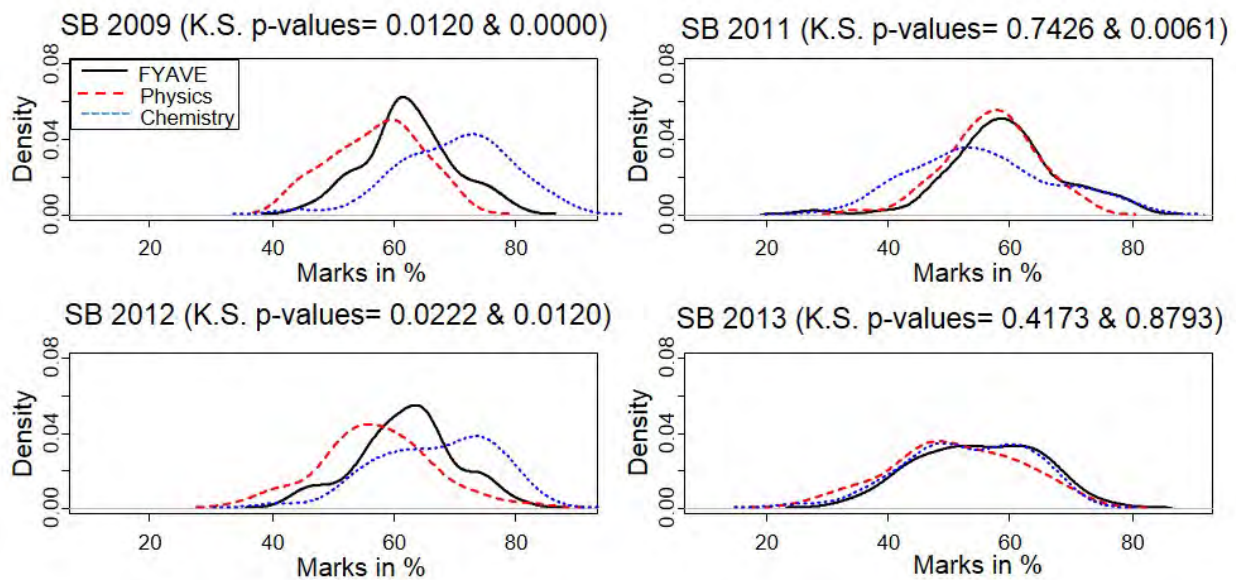 SB 2009 (K.S. p-values= 0.0120 & 0.0000)
0.00 0.04 0.08
Density
FYAVE
Physics
Chemistry
20 40 60 80
Marks in %
SB 2011 (K.S. p-values= 0.7426 & 0.0061)
0.00 0.04 0.08
Density
20 40 60 80
Marks in %
SB 2012 (K.S. p-values= 0.0222 & 0.0120)
0.00 0.04 0.08
Density
20 40 60 80
Marks in %
SB 2013 (K.S. p-values= 0.4173 & 0.8793)
0.00 0.04 0.08
Density
20 40 60 80
Marks in %